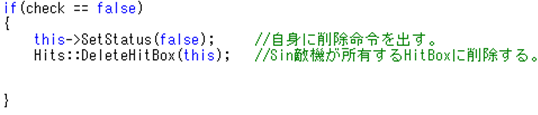 if(check == false)
{
    this->SetStatus(false);    //自身に削除命令を出す。
    Hits::DeleteHitBox(this);   //Sin敵機が所有するHitBoxに削除する。
}